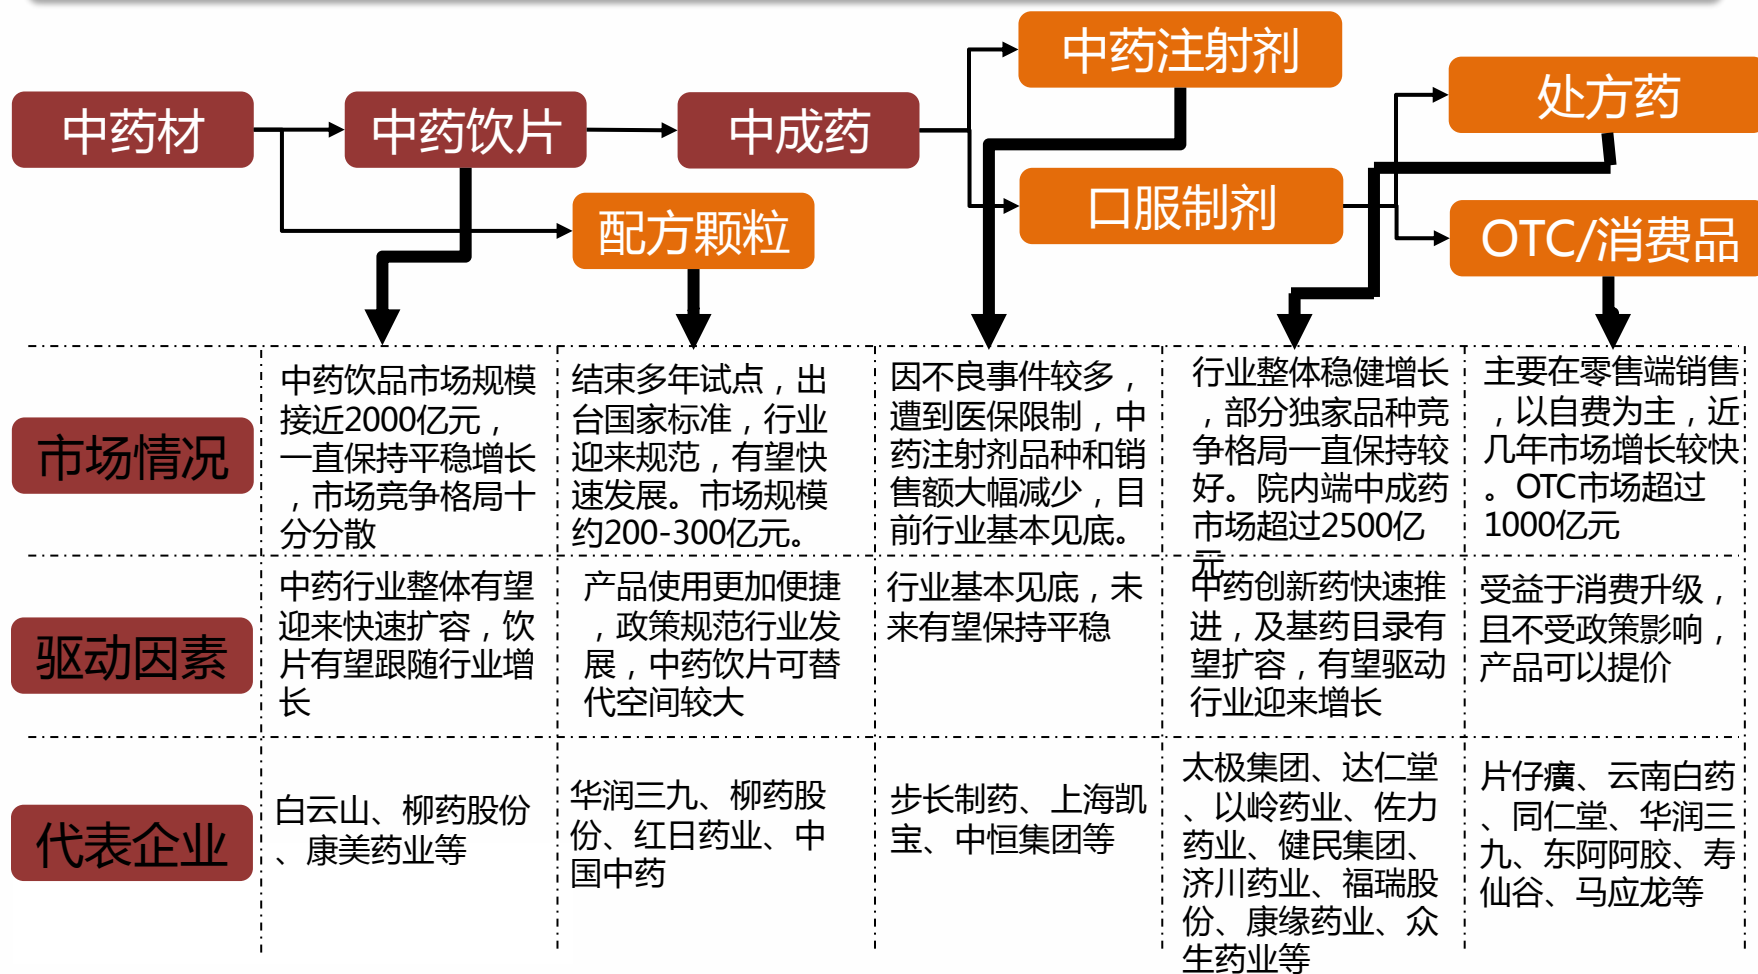 中药注射剂
处方药
中药材
中药饮片
中成药
口服制剂
配方颗粒
OTC/消费品
市场情况
中药饮品市场规模
接近2000亿元，
一直保持平稳增长
，市场竞争格局十
分分散
结束多年试点，出
台国家标准，行业
迎来规范，有望快
速发展。市场规模
约200-300亿元。
因不良事件较多，
遭到医保限制，中
药注射剂品种和销
售额大幅减少，目
前行业基本见底。
行业整体稳健增长
，部分独家品种竞
争格局一直保持较
好。院内端中成药
市场超过2500亿
元
主要在零售端销售
，以自费为主，近
几年市场增长较快
。OTC市场超过
1000亿元
驱动因素
中药行业整体有望
迎来快速扩容，饮
片有望跟随行业增
长
产品使用更加便捷
，政策规范行业发
展，中药饮片可替
代空间较大
行业基本见底，未
来有望保持平稳
中药创新药快速推
进，及基药目录有
望扩容，有望驱动
行业迎来增长
受益于消费升级，
且不受政策影响，
产品可以提价
代表企业
白云山、柳药股份
、康美药业等
华润三九、柳药股
份、红日药业、中
国中药
步长制药、上海凯
宝、中恒集团等
太极集团、达仁堂
、以岭药业、佐力
药业、健民集团、
济川药业、福瑞股
份、康缘药业、众
生药业等
片仔癀、云南白药
、同仁堂、华润三
九、东阿阿胶、寿
仙谷、马应龙等